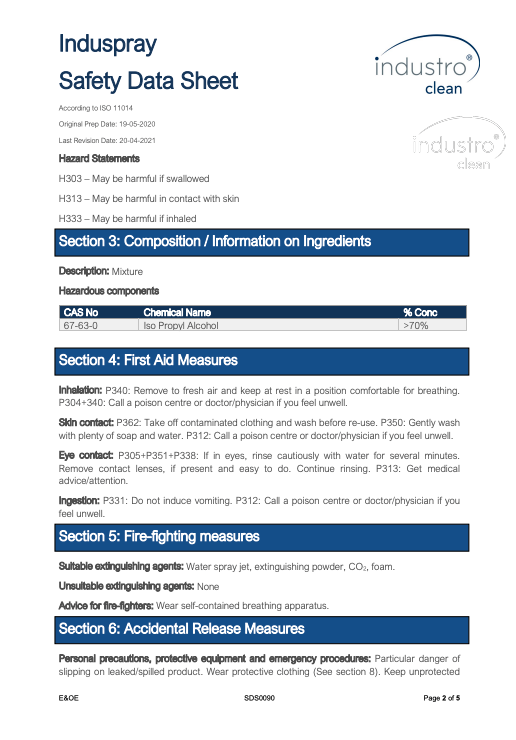 Induspray
Safety Data Sheet
industro®
clean
According to ISO 11014
Original Prep Date: 19-05-2020
Last Revision Date: 20-04-2021
industro®
clean
Hazard Statements
H303 – May be harmful if swallowed
H313 – May be harmful in contact with skin
H333 – May be harmful if inhaled
Section 3: Composition / Information on Ingredients
Description: Mixture
Hazardous components
CAS No Chemical Name % Conc
67-63-0 Iso Propyl Alcohol >70%
Section 4: First Aid Measures
Inhalation: P340: Remove to fresh air and keep at rest in a position comfortable for breathing.
P304+340: Call a poison centre or doctor/physician if you feel unwell.
Skin contact: P362: Take off contaminated clothing and wash before re-use. P350: Gently wash
with plenty of soap and water. P312: Call a poison centre or doctor/physician if you feel unwell.
Eye contact: P305+P351+P338: If in eyes, rinse cautiously with water for several minutes.
Remove contact lenses, if present and easy to do. Continue rinsing. P313: Get medical
advice/attention.
Ingestion: P331: Do not induce vomiting. P312: Call a poison centre or doctor/physician if you
feel unwell.
Section 5: Fire-fighting measures
Suitable extinguishing agents: Water spray jet, extinguishing powder, CO₂, foam.
Unsuitable extinguishing agents: None
Advice for fire-fighters: Wear self-contained breathing apparatus.
Section 6: Accidental Release Measures
Personal precautions, protective equipment and emergency procedures: Particular danger of
slipping on leaked/spilled product. Wear protective clothing (See section 8). Keep unprotected
E&OE SDS0090 Page 2 of 5